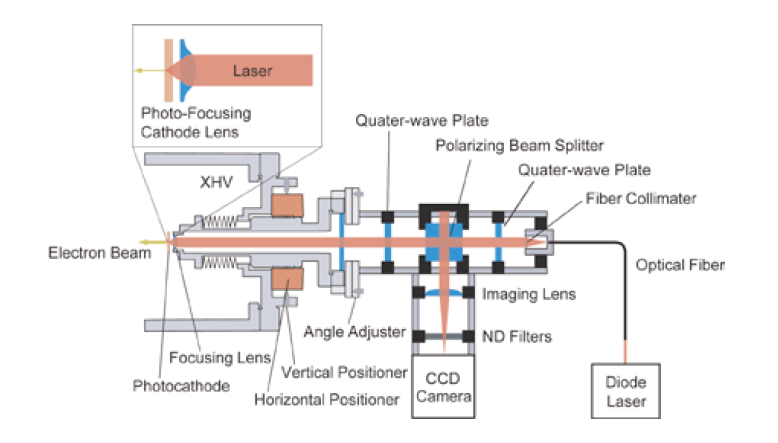 Laser
Photo-Focusing
Cathode Lens
Quater-wave Plate
Polarizing Beam Splitter
Quater-wave Plate
Fiber Collimater
XHV
Electron Beam
Optical Fiber
Imaging Lens
Angle Adjuster
ND Filters
Focusing Lens
Vertical Positioner
Photocathode
Horizontal Positioner
CCD
Camera
Diode
Laser